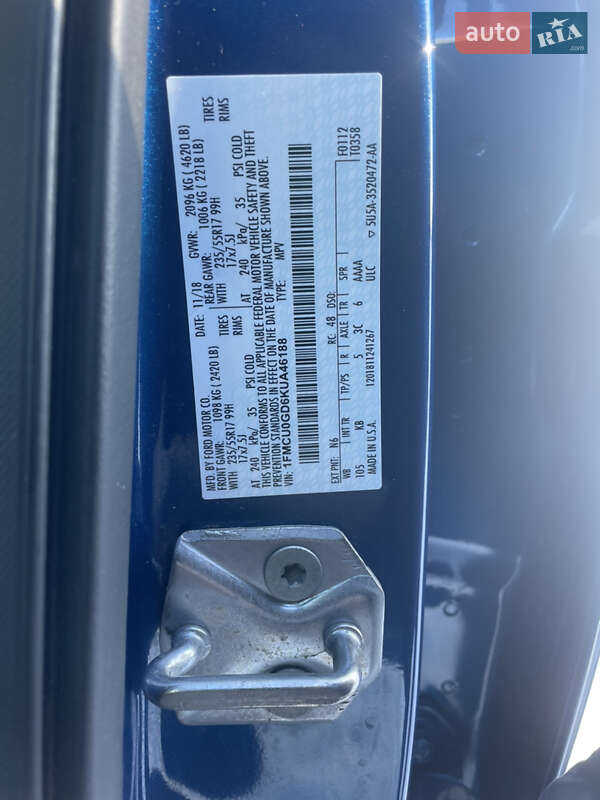 auto RIA.com
MFD. BY FORD MOTOR CO. DATE: 11/18 GVWR: 2096 KG ( 4620 LB)
FRONT GAWR: 1098 KG ( 2420 LB) REAR GAWR: 1006 KG ( 2218 LB)
WITH 235/55R17 99H TIRES WITH 235/55R17 99H TIRES
17x7.5J RIMS 17x7.5J RIMS
AT 240 kPa/ 35 PSI COLD AT 240 kPa/ 35 PSI COLD
THIS VEHICLE CONFORMS TO ALL APPLICABLE FEDERAL MOTOR VEHICLE SAFETY AND THEFT
PREVENTION STANDARDS IN EFFECT ON THE DATE OF MANUFACTURE SHOWN ABOVE.
VIN: 1FMCU0GD6KUA46188 TYPE: MPV
F0112
T0358
EXT PNT: N6 RC: 48 DSO:
WB INT TR TP/PS R AXLE TR SPR
105 KB 5 3C 6 AAAA
MADE IN U.S.A. 1201811241267 ULC
▽ 5U5A-3520472-AA